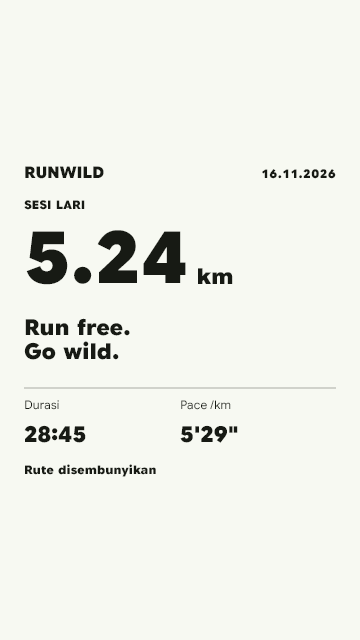 RUNWILD
16.11.2026
SESI LARI
5.24 km
Run free.
Go wild.
Durasi
Pace /km
28:45
5'29"
Rute disembunyikan